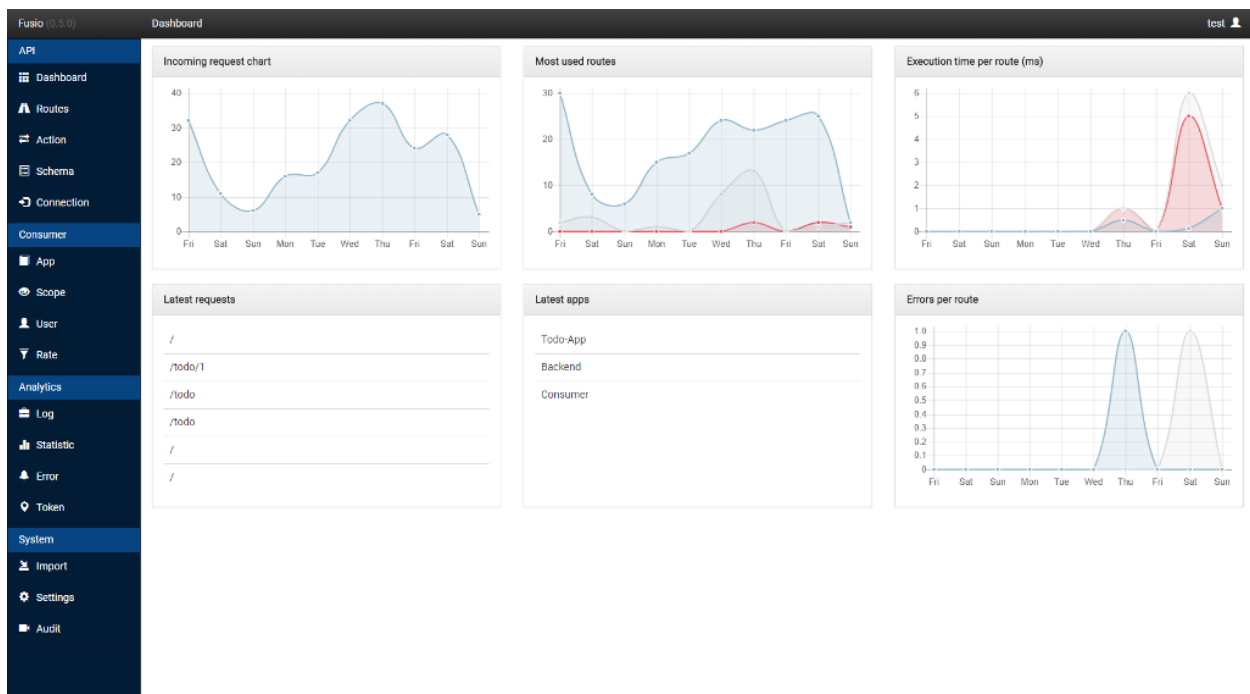 Fusio (0.5.0)
Dashboard
test
API
Dashboard
Routes
Action
Schema
Connection
Consumer
App
Scope
User
Rate
Analytics
Log
Statistic
Error
Token
System
Import
Settings
Audit
Incoming request chart
40
30
20
10
0
Fri Sat Sun Mon Tue Wed Thu Fri Sat Sun
Most used routes
30
20
10
0
Fri Sat Sun Mon Tue Wed Thu Fri Sat Sun
Execution time per route (ms)
6
5
4
3
2
1
0
Fri Sat Sun Mon Tue Wed Thu Fri Sat Sun
Latest requests
/
/todo/1
/todo
/todo
/
/
Latest apps
Todo-App
Backend
Consumer
Errors per route
1.0
0.9
0.8
0.7
0.6
0.5
0.4
0.3
0.2
0.1
0
Fri Sat Sun Mon Tue Wed Thu Fri Sat Sun